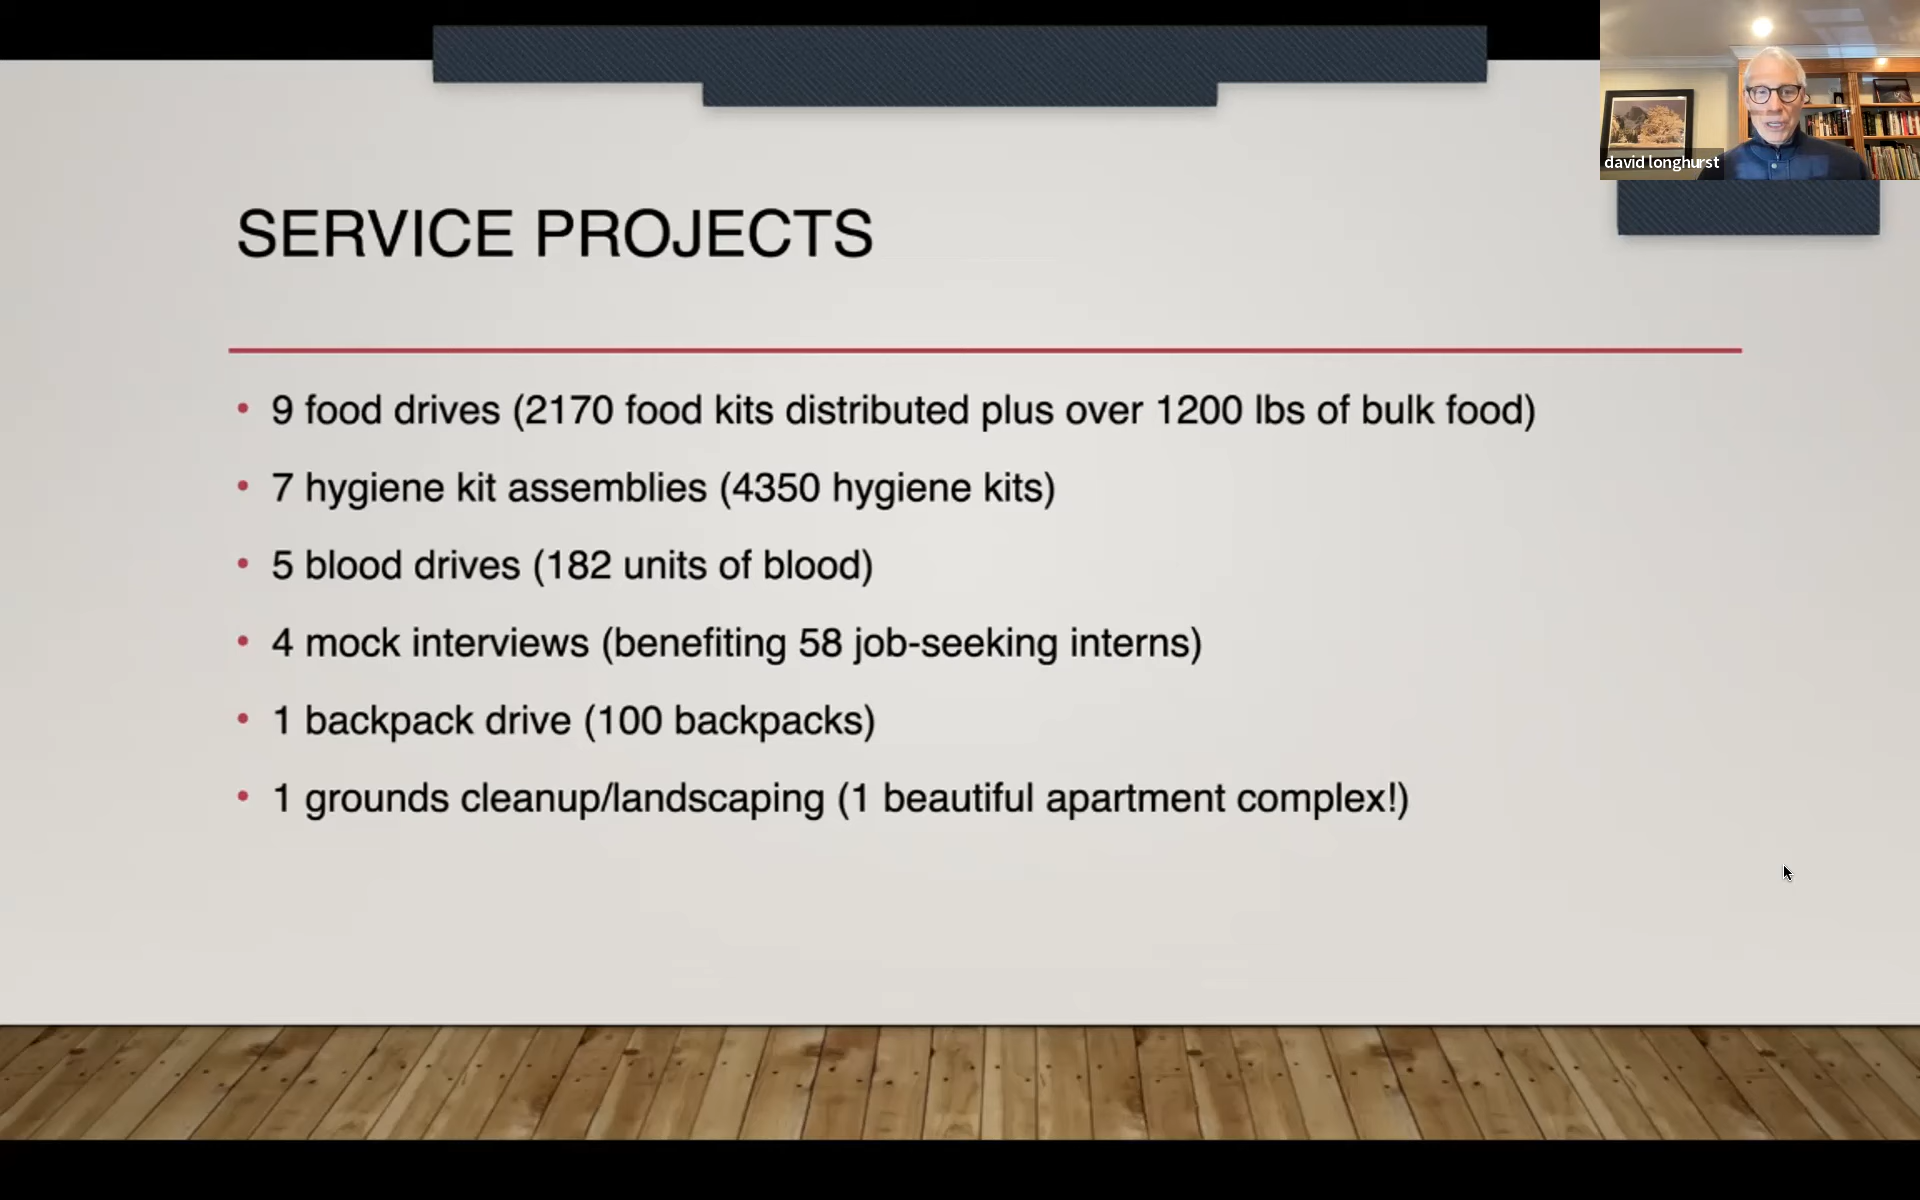 david longhurst
SERVICE PROJECTS
• 9 food drives (2170 food kits distributed plus over 1200 lbs of bulk food)
• 7 hygiene kit assemblies (4350 hygiene kits)
• 5 blood drives (182 units of blood)
• 4 mock interviews (benefiting 58 job-seeking interns)
• 1 backpack drive (100 backpacks)
• 1 grounds cleanup/landscaping (1 beautiful apartment complex!)